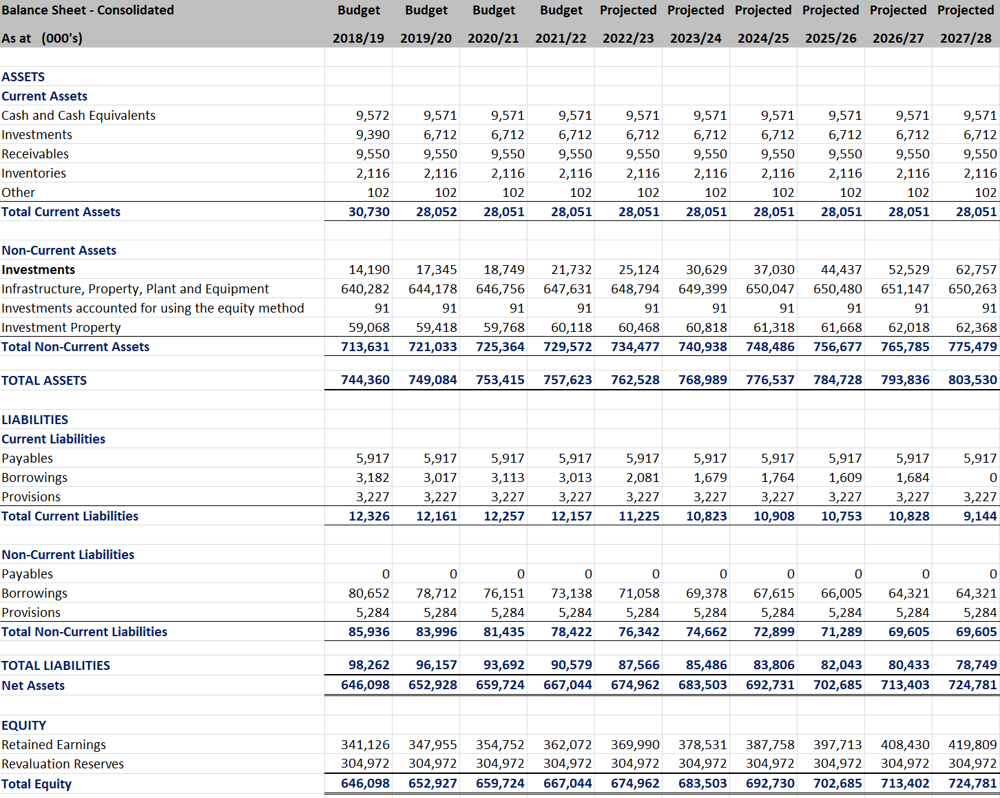 Balance Sheet - Consolidated Budget Budget Budget Budget Projected Projected Projected Projected Projected Projected
As at (000's) 2018/19 2019/20 2020/21 2021/22 2022/23 2023/24 2024/25 2025/26 2026/27 2027/28
ASSETS
Current Assets
Cash and Cash Equivalents 9,572 9,571 9,571 9,571 9,571 9,571 9,571 9,571 9,571 9,571
Investments 9,390 6,712 6,712 6,712 6,712 6,712 6,712 6,712 6,712 6,712
Receivables 9,550 9,550 9,550 9,550 9,550 9,550 9,550 9,550 9,550 9,550
Inventories 2,116 2,116 2,116 2,116 2,116 2,116 2,116 2,116 2,116 2,116
Other 102 102 102 102 102 102 102 102 102 102
Total Current Assets 30,730 28,052 28,051 28,051 28,051 28,051 28,051 28,051 28,051 28,051
Non-Current Assets
Investments 14,190 17,345 18,749 21,732 25,124 30,629 37,030 44,437 52,529 62,757
Infrastructure, Property, Plant and Equipment 640,282 644,178 646,756 647,631 648,794 649,399 650,047 650,480 651,147 650,263
Investments accounted for using the equity method 91 91 91 91 91 91 91 91 91 91
Investment Property 59,068 59,418 59,768 60,118 60,468 60,818 61,318 61,668 62,018 62,368
Total Non-Current Assets 713,631 721,033 725,364 729,572 734,477 740,938 748,486 756,677 765,785 775,479
TOTAL ASSETS 744,360 749,084 753,415 757,623 762,528 768,989 776,537 784,728 793,836 803,530
LIABILITIES
Current Liabilities
Payables 5,917 5,917 5,917 5,917 5,917 5,917 5,917 5,917 5,917 5,917
Borrowings 3,182 3,017 3,113 3,013 2,081 1,679 1,764 1,609 1,684 0
Provisions 3,227 3,227 3,227 3,227 3,227 3,227 3,227 3,227 3,227 3,227
Total Current Liabilities 12,326 12,161 12,257 12,157 11,225 10,823 10,908 10,753 10,828 9,144
Non-Current Liabilities
Payables 0 0 0 0 0 0 0 0 0 0
Borrowings 80,652 78,712 76,151 73,138 71,058 69,378 67,615 66,005 64,321 64,321
Provisions 5,284 5,284 5,284 5,284 5,284 5,284 5,284 5,284 5,284 5,284
Total Non-Current Liabilities 85,936 83,996 81,435 78,422 76,342 74,662 72,899 71,289 69,605 69,605
TOTAL LIABILITIES 98,262 96,157 93,692 90,579 87,566 85,486 83,806 82,043 80,433 78,749
Net Assets 646,098 652,928 659,724 667,044 674,962 683,503 692,731 702,685 713,403 724,781
EQUITY
Retained Earnings 341,126 347,955 354,752 362,072 369,990 378,531 387,758 397,713 408,430 419,809
Revaluation Reserves 304,972 304,972 304,972 304,972 304,972 304,972 304,972 304,972 304,972 304,972
Total Equity 646,098 652,927 659,724 667,044 674,962 683,503 692,730 702,685 713,402 724,781